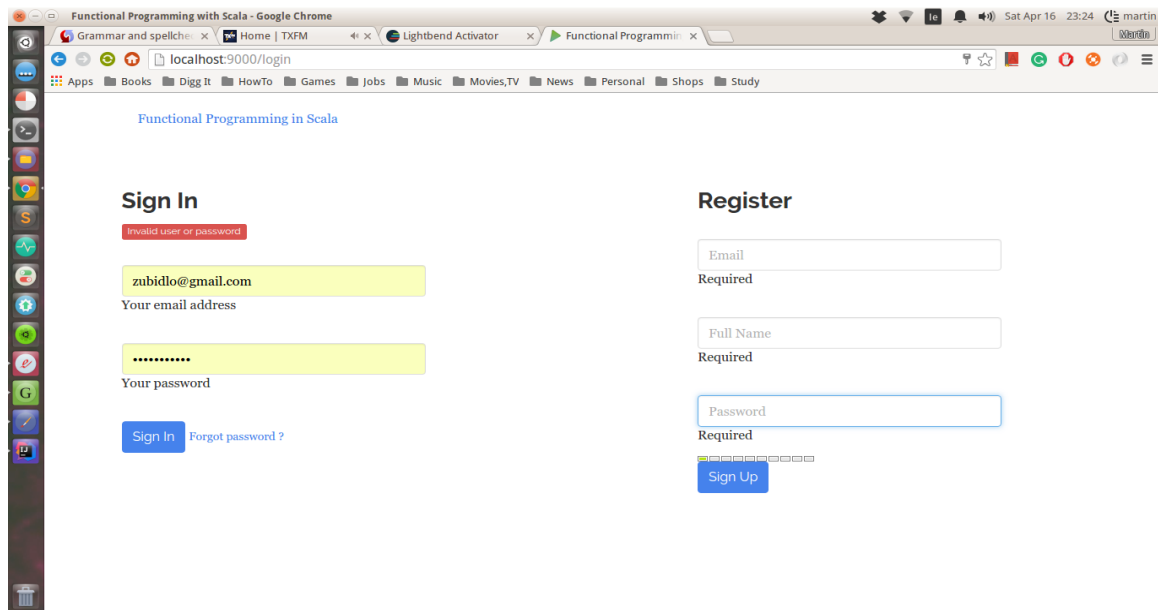 Functional Programming with Scala - Google Chrome
le
Sat Apr 16 23:24
martin
Martin
Grammar and spellchec
Home | TXFM
Lightbend Activator
Functional Programmin
localhost:9000/login
Apps Books Digg It HowTo Games Jobs Music Movies,TV News Personal Shops Study
Functional Programming in Scala
Sign In
Invalid user or password
zubidlo@gmail.com
Your email address
•••••••••••
Your password
Sign In Forgot password ?
Register
Email
Required
Full Name
Required
Password
Required
Sign Up